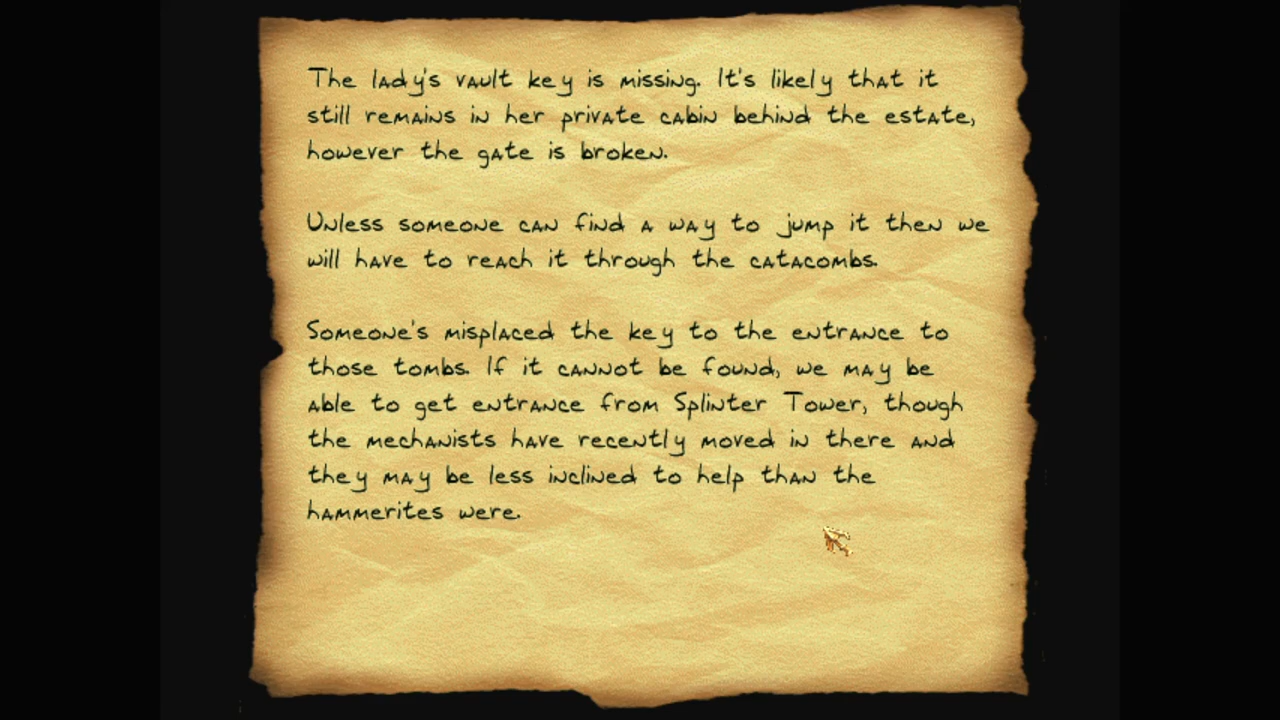 The lady's vault key is missing. It's likely that it
still remains in her private cabin behind the estate,
however the gate is broken.
Unless someone can find a way to jump it then we
will have to reach it through the catacombs.
Someone's misplaced the key to the entrance to
those tombs. If it cannot be found, we may be
able to get entrance from Splinter Tower, though
the mechanists have recently moved in there and
they may be less inclined to help than the
hammerites were.